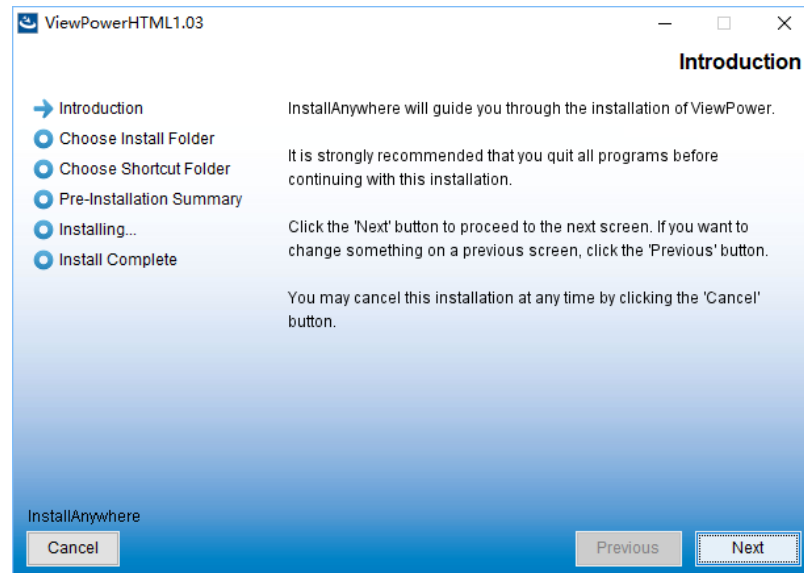 ViewPowerHTML1.03
Introduction
Introduction
Choose Install Folder
Choose Shortcut Folder
Pre-Installation Summary
Installing...
Install Complete
InstallAnywhere will guide you through the installation of ViewPower.
It is strongly recommended that you quit all programs before
continuing with this installation.
Click the 'Next' button to proceed to the next screen. If you want to
change something on a previous screen, click the 'Previous' button.
You may cancel this installation at any time by clicking the 'Cancel'
button.
InstallAnywhere
Cancel
Previous
Next